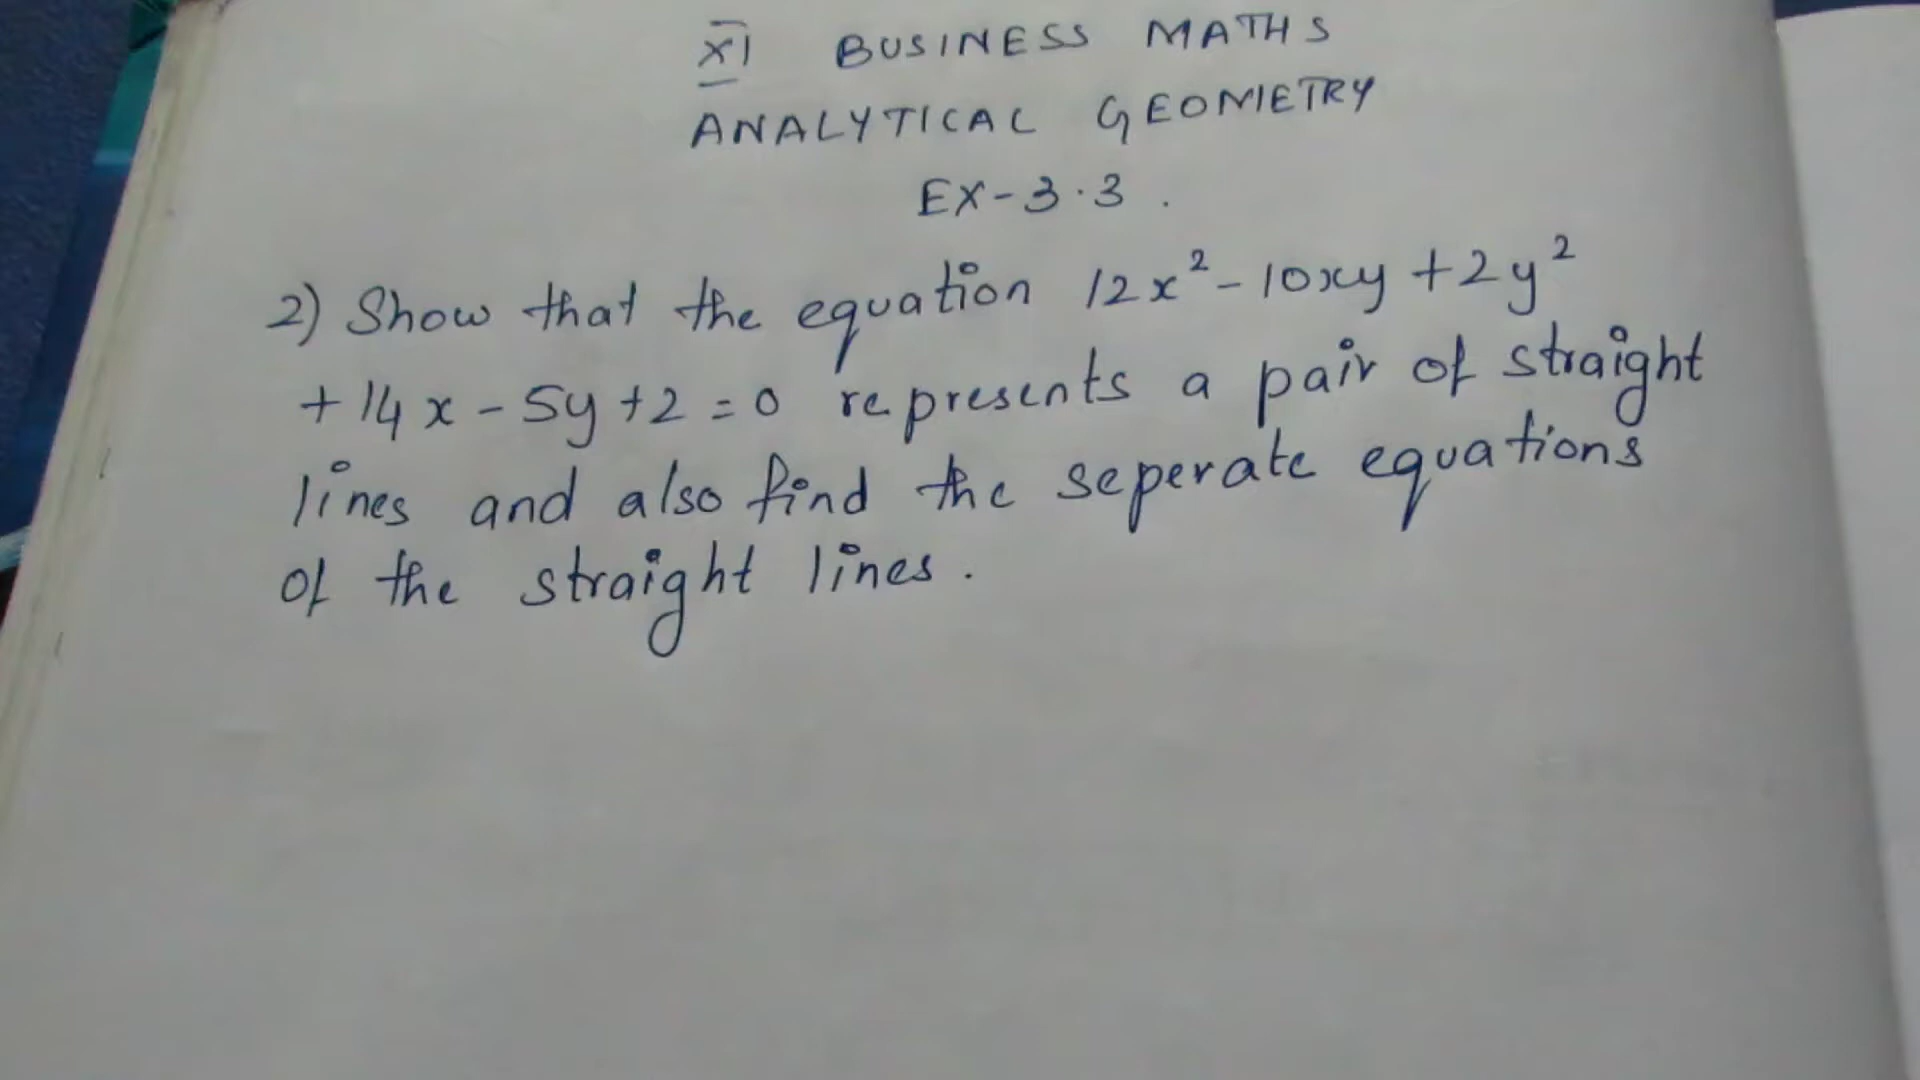 XI BUSINESS MATHS
ANALYTICAL GEOMETRY
EX-3.3.
2) Show that the equation 12x² - 10xy + 2y²
+ 14x - 5y + 2 = 0 represents a pair of straight
lines and also find the seperate equations
of the straight lines.